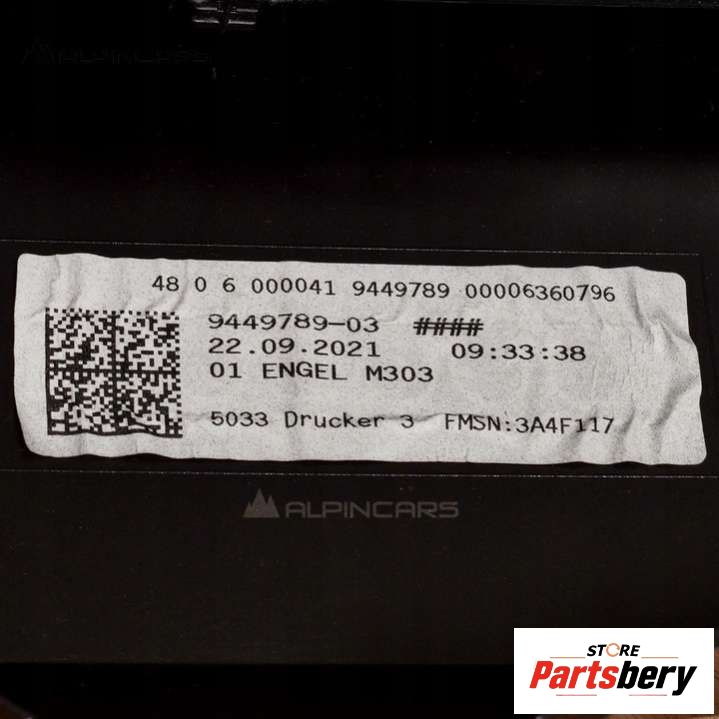 ALPINCARS
48 0 6 000041 9449789 00006360796
9449789-03 ####
22.09.2021 09:33:38
01 ENGEL M303
5033 Drucker 3 FMSN:3A4F117
ALPINCARS
STORE
Partsbery